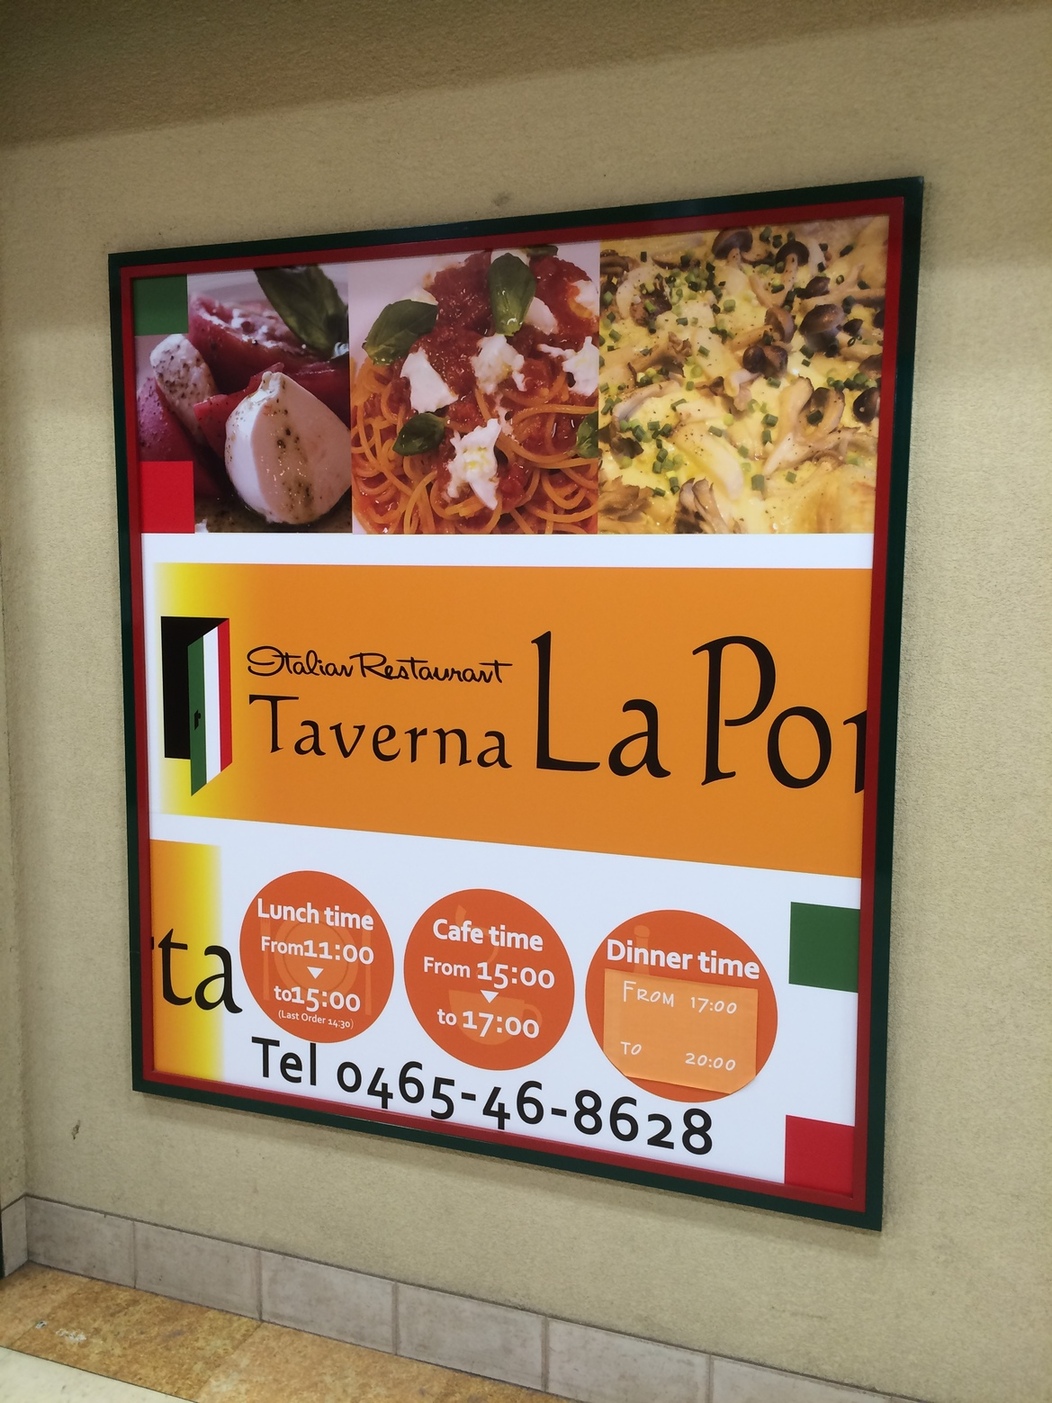 Italian Restaurant
Taverna La Por
ta
Lunch time
From11:00
to15:00
(Last Order 14:30)
Cafe time
From 15:00
to 17:00
Dinner time
FROM 17:00
TO 20:00
Tel 0465-46-8628